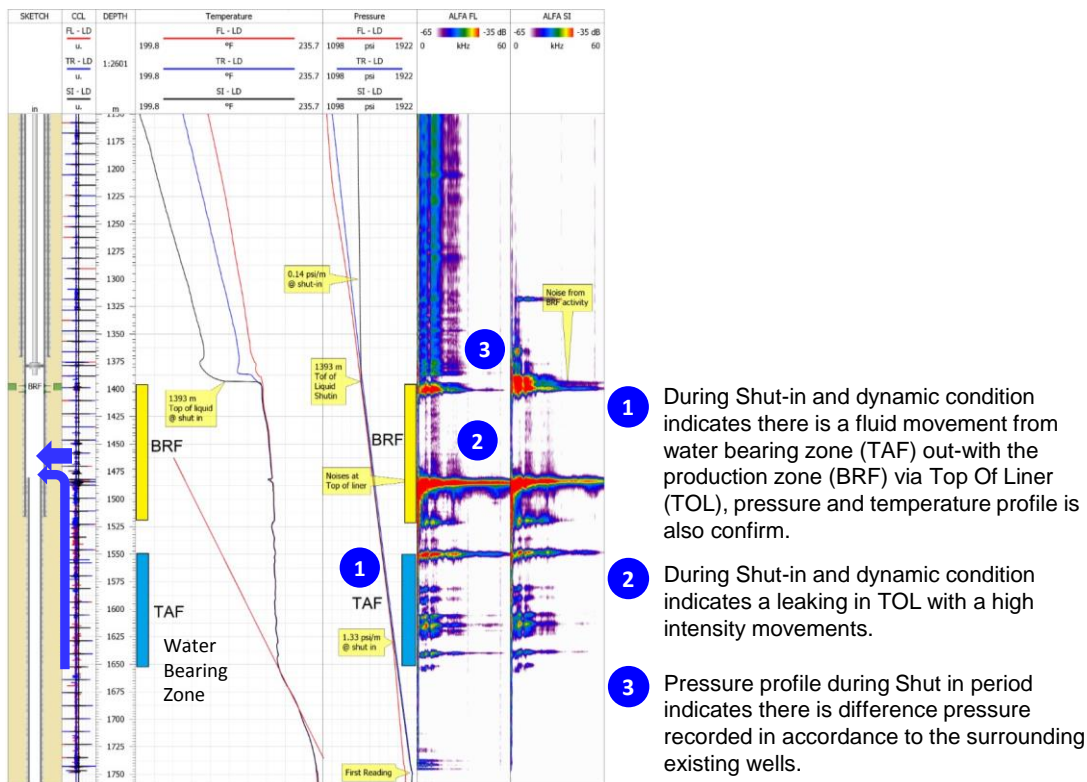 SKETCH CCL DEPTH Temperature Pressure ALFA FL ALFA SI
FL - LD FL - LD FL - LD -65 -35 dB -65 -35 dB
u. 199.8 °F 235.7 1098 psi 1922 0 kHz 60 0 kHz 60
TR - LD 1:2601 TR - LD TR - LD
u. 199.8 °F 235.7 1098 psi 1922
SI - LD SI - LD SI - LD
in u. m 199.8 °F 235.7 1098 psi 1922
1150
1175
1200
1225
1250
1275
1300
1325
1350
1375
1400
1425
1450
1475
1500
1525
1550
1575
1600
1625
1650
1675
1700
1725
1750
BRF
0.14 psi/m
@ shut-in
Noise from
BRF activity
3
1393 m
Tof of
Liquid
Shutin
1393 m
Top of liquid
@ shut in
BRF
BRF
2
Noises at
Top of liner
1
TAF
TAF
Water
Bearing
Zone
1.33 psi/m
@ shut in
First Reading
1 During Shut-in and dynamic condition
indicates there is a fluid movement from
water bearing zone (TAF) out-with the
production zone (BRF) via Top Of Liner
(TOL), pressure and temperature profile is
also confirm.
2 During Shut-in and dynamic condition
indicates a leaking in TOL with a high
intensity movements.
3 Pressure profile during Shut in period
indicates there is difference pressure
recorded in accordance to the surrounding
existing wells.